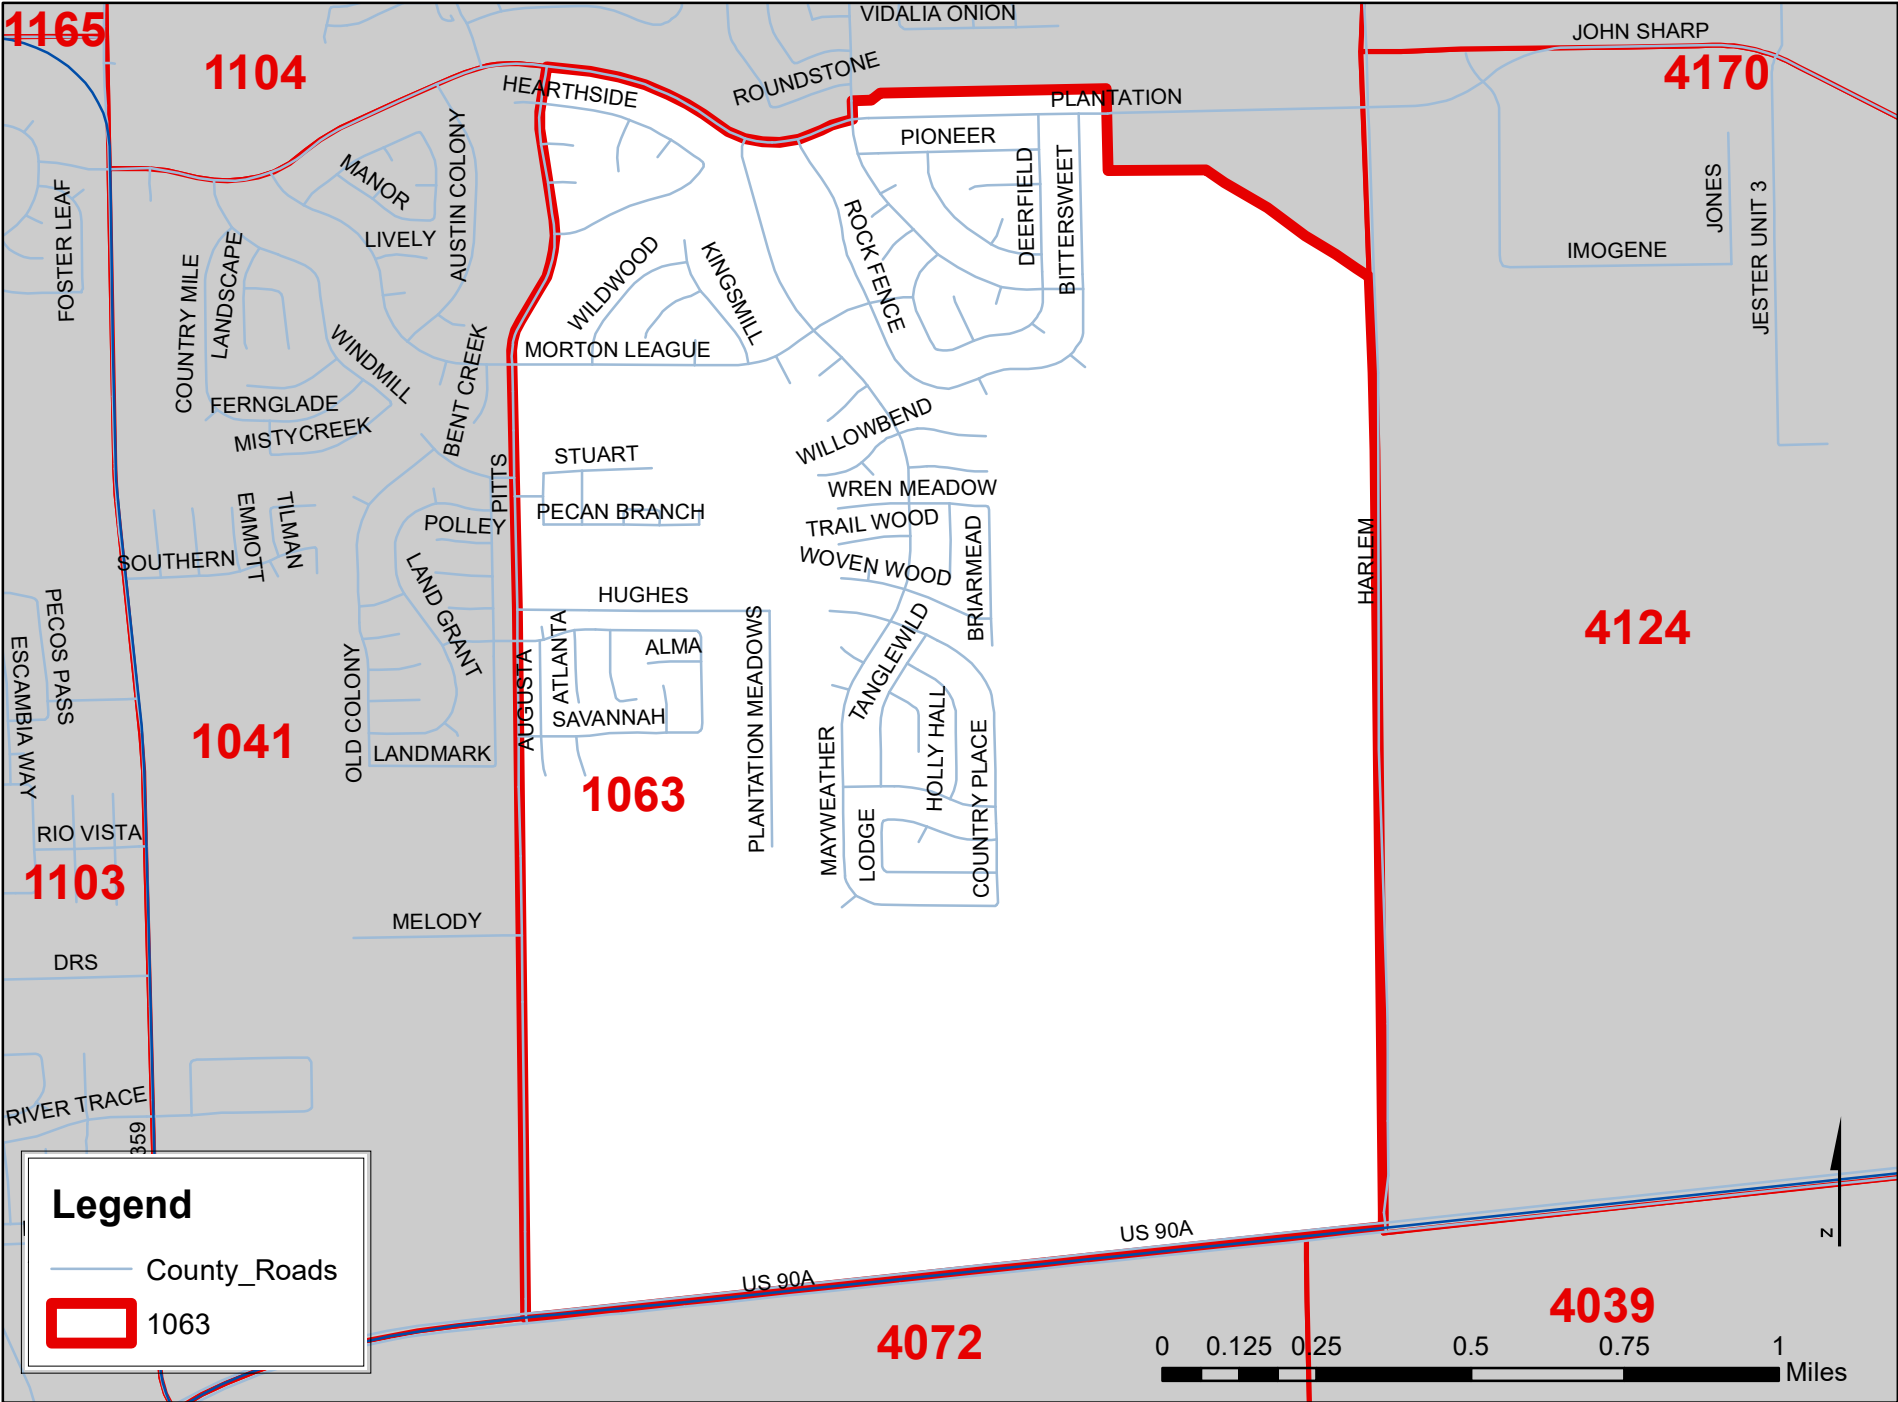 1165
VIDALIA ONION
JOHN SHARP
1104
4170
ROUNDSTONE
HEARTHSIDE
PLANTATION
PIONEER
AUSTIN COLONY
MANOR
DEERFIELD
BITTERSWEET
JONES
JESTER UNIT 3
FOSTER LEAF
LIVELY
LANDSCAPE
COUNTRY MILE
WILDWOOD
KINGSMILL
ROCK FENCE
IMOGENE
WINDMILL
BENT CREEK
MORTON LEAGUE
FERNGLADE
MISTYCREEK
WILLOWBEND
STUART
PITTS
WREN MEADOW
PECAN BRANCH
POLLEY
TRAIL WOOD
EMMOTT
TILMAN
SOUTHERN
WOVEN WOOD
BRIARMEAD
HARLEM
LAND GRANT
HUGHES
PECOS PASS
ESCAMBIA WAY
ATLANTA
ALMA
PLANTATION MEADOWS
TANGLEWILD
4124
OLD COLONY
AUGUSTA
SAVANNAH
HOLLY HALL
1041
LANDMARK
COUNTRY PLACE
1063
MAYWEATHER
LODGE
RIO VISTA
1103
MELODY
DRS
RIVER TRACE
359
US 90A
US 90A
Legend
County_Roads
1063
4072
4039
z
0 0.125 0.25 0.5 0.75 1
Miles